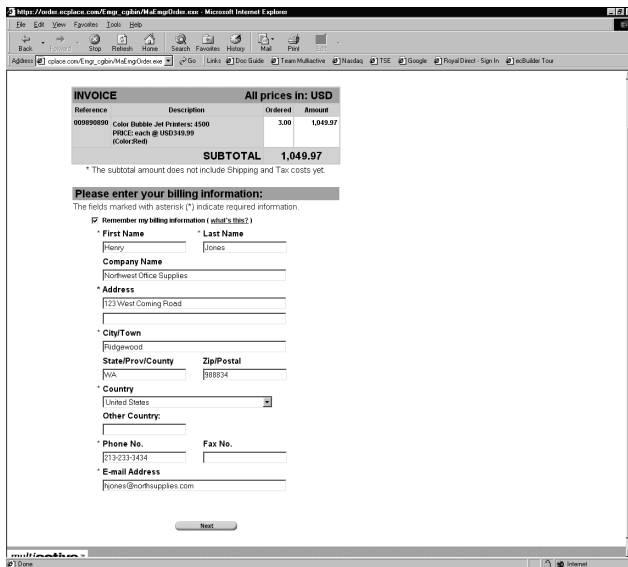 https://order.ecplace.com/Emgr_cgibin/MaEmgrOrder.exe - Microsoft Internet Explorer
File Edit View Favorites Tools Help
Back Forward Stop Refresh Home Search Favorites History Mail Print Edit
Address cplace.com/Emgr_cgibin/MaEmgrOrder.exe Go Links Doc Guide Team Multiactive Nasdaq TSE Google Royal Direct - Sign In ecBuilder Tour
INVOICE All prices in: USD
Reference Description Ordered Amount
009890890 Color Bubble Jet Printers: 4500 3.00 1,049.97
PRICE: each @ USD349.99
(Color:Red)
SUBTOTAL 1,049.97
* The subtotal amount does not include Shipping and Tax costs yet.
Please enter your billing information:
The fields marked with asterisk (*) indicate required information.
Remember my billing information ( what's this? )
* First Name * Last Name
Henry Jones
Company Name
Northwest Office Supplies
* Address
123 West Coming Road
* City/Town
Ridgewood
State/Prov/County Zip/Postal
WA 988834
* Country
United States
Other Country:
* Phone No. Fax No.
213-233-3434
* E-mail Address
hjones@northsupplies.com
Next
multiactive
Done Internet